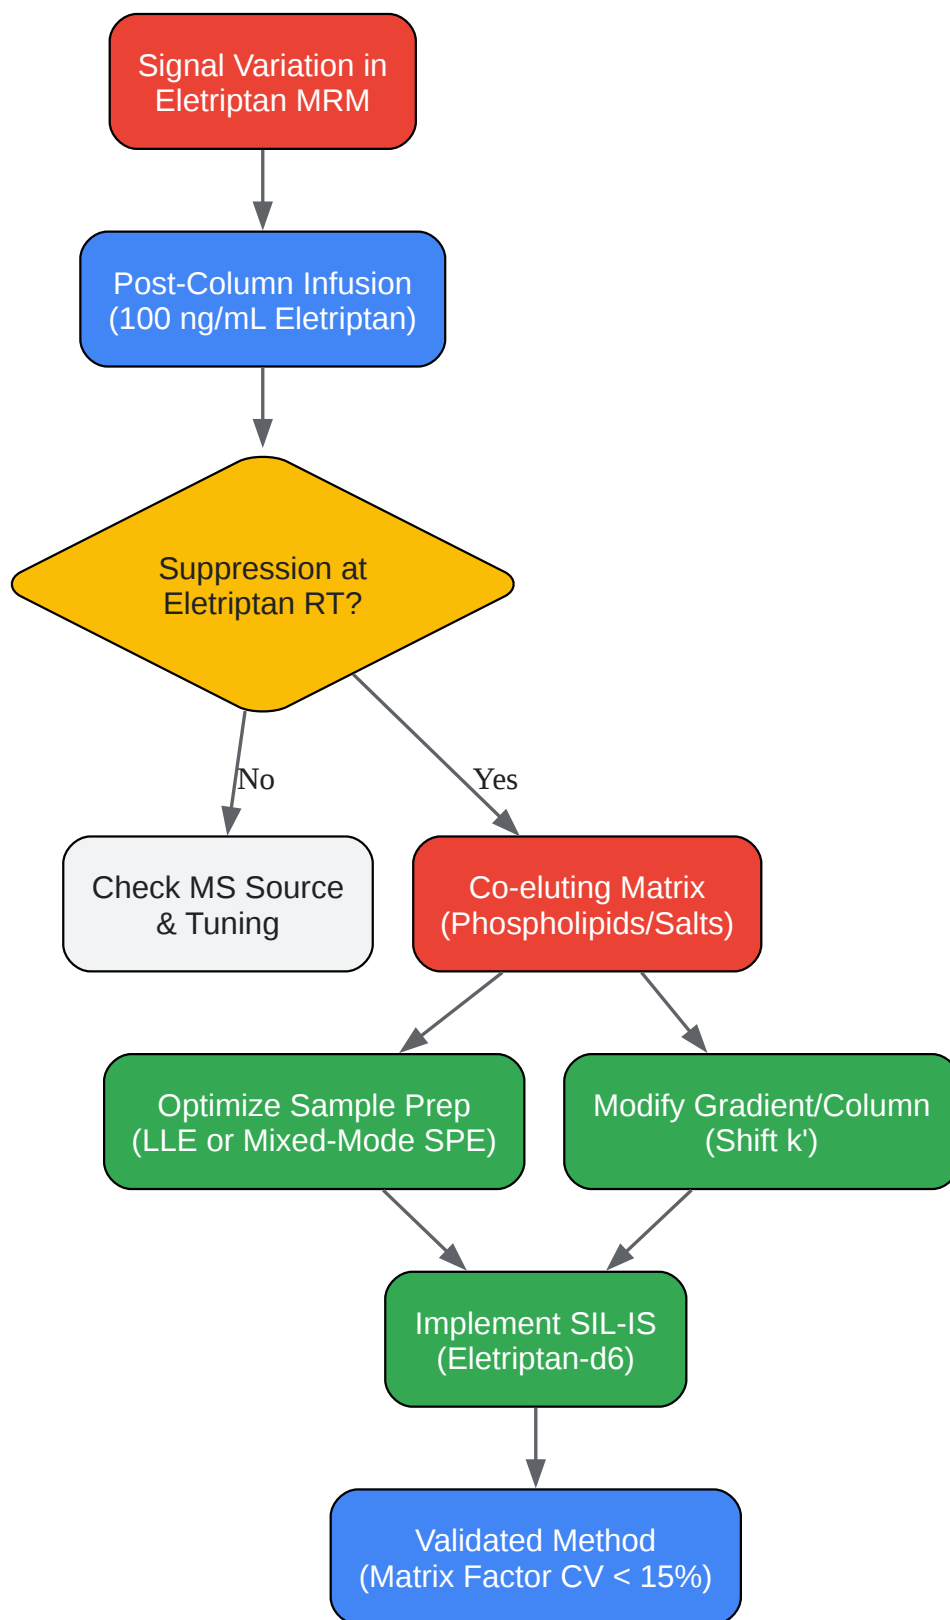 Signal Variation in
Eletriptan MRM
Post-Column Infusion
(100 ng/mL Eletriptan)
Suppression at
Eletriptan RT?
No
Yes
Check MS Source
& Tuning
Co-eluting Matrix
(Phospholipids/Salts)
Optimize Sample Prep
(LLE or Mixed-Mode SPE)
Modify Gradient/Column
(Shift k')
Implement SIL-IS
(Eletriptan-d6)
Validated Method
(Matrix Factor CV < 15%)